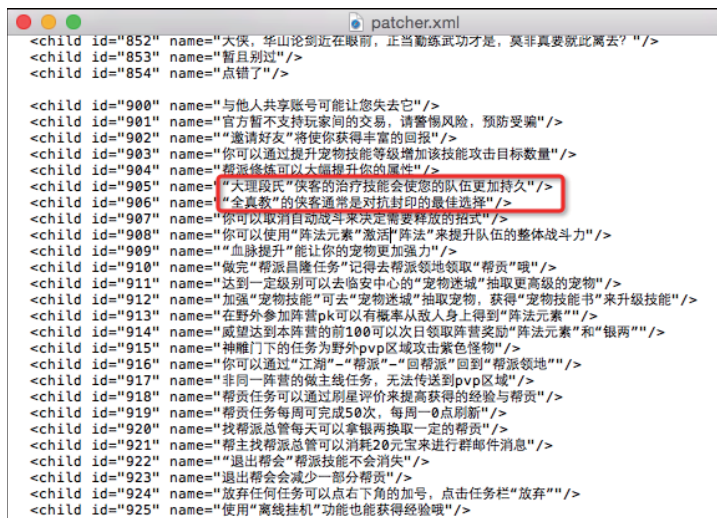 patcher.xml
<child id="852" name="大侠，华山论剑近在眼前，正当勤练武功才是，莫非真要就此离去？"/>
<child id="853" name="暂且别过"/>
<child id="854" name="点错了"/>
<child id="900" name="与他人共享账号可能让您失去它"/>
<child id="901" name="官方暂不支持玩家间的交易，请警惕风险，预防受骗"/>
<child id="902" name="“邀请好友”将使你获得丰富的回报"/>
<child id="903" name="你可以通过提升宠物技能等级增加该技能攻击目标数量"/>
<child id="904" name="帮派修炼可以大幅提升你的属性"/>
<child id="905" name="“大理段氏”侠客的治疗技能会使您的队伍更加持久"/>
<child id="906" name="“全真教”的侠客通常是对抗封印的最佳选择"/>
<child id="907" name="你可以取消自动战斗来决定需要释放的招式"/>
<child id="908" name="你可以使用“阵法元素”激活“阵法”来提升队伍的整体战斗力"/>
<child id="909" name="“血脉提升”能让你的宠物更加强力"/>
<child id="910" name="做完“帮派昌隆任务”记得去帮派领地领取“帮贡”哦"/>
<child id="911" name="达到一定级别可以去临安中心的“宠物迷城”抽取更高级的宠物"/>
<child id="912" name="加强“宠物技能”可去“宠物迷城”抽取宠物，获得“宠物技能书”来升级技能"/>
<child id="913" name="在野外参加阵营pk可以有概率从敌人身上得到“阵法元素”"/>
<child id="914" name="威望达到本阵营的前100可以次日领取阵营奖励“阵法元素”和“银两”"/>
<child id="915" name="神雕门下的任务为野外pvp区域攻击紫色怪物"/>
<child id="916" name="你可以通过“江湖”-“帮派”-“回帮派”回到“帮派领地”"/>
<child id="917" name="非同一阵营的做主线任务，无法传送到pvp区域"/>
<child id="918" name="帮贡任务可以通过刷星评价来提高获得的经验与帮贡"/>
<child id="919" name="帮贡任务每周可完成50次，每周一0点刷新"/>
<child id="920" name="找帮派总管每天可以拿银两换取一定的帮贡"/>
<child id="921" name="帮主找帮派总管可以消耗20元宝来进行群邮件消息"/>
<child id="922" name="“退出帮会”帮派技能不会消失"/>
<child id="923" name="退出帮会会减少一部分帮贡"/>
<child id="924" name="放弃任何任务可以点右下角的加号，点击任务栏“放弃”"/>
<child id="925" name="使用“离线挂机”功能也能获得经验哦"/>